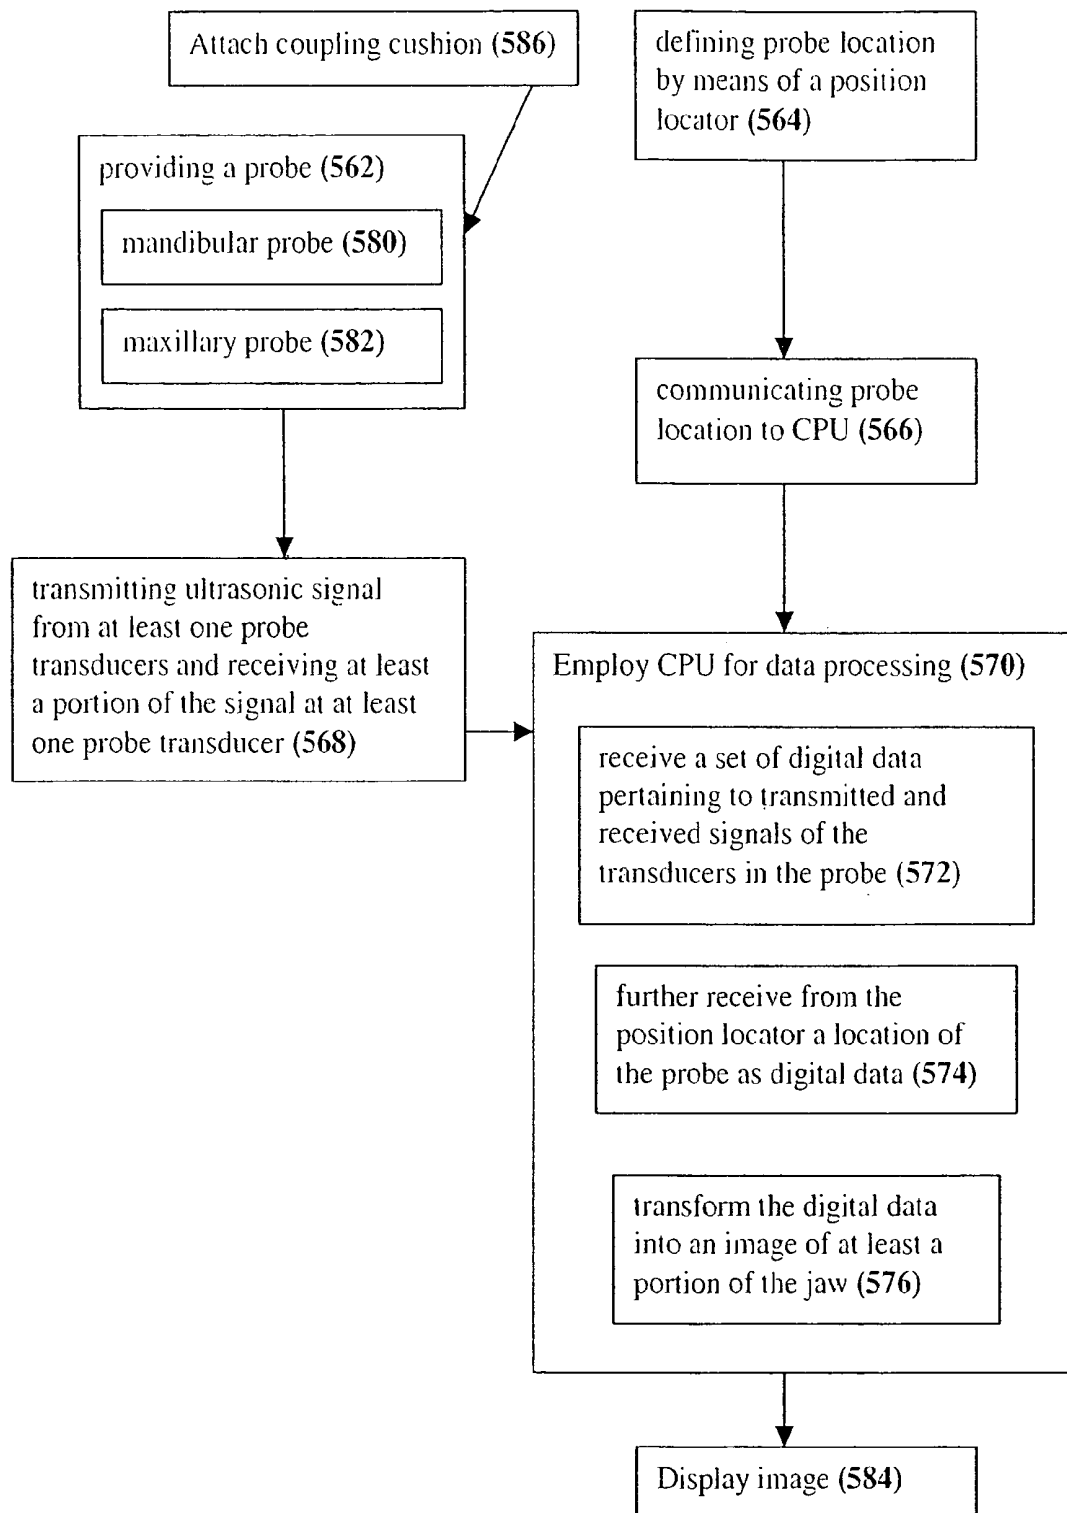 Attach coupling cushion (586)
defining probe location
by means of a position
locator (564)
providing a probe (562)
mandibular probe (580)
maxillary probe (582)
communicating probe
location to CPU (566)
transmitting ultrasonic signal
from at least one probe
transducers and receiving at least
a portion of the signal at at least
one probe transducer (568)
Employ CPU for data processing (570)
receive a set of digital data
pertaining to transmitted and
received signals of the
transducers in the probe (572)
further receive from the
position locator a location of
the probe as digital data (574)
transform the digital data
into an image of at least a
portion of the jaw (576)
Display image (584)